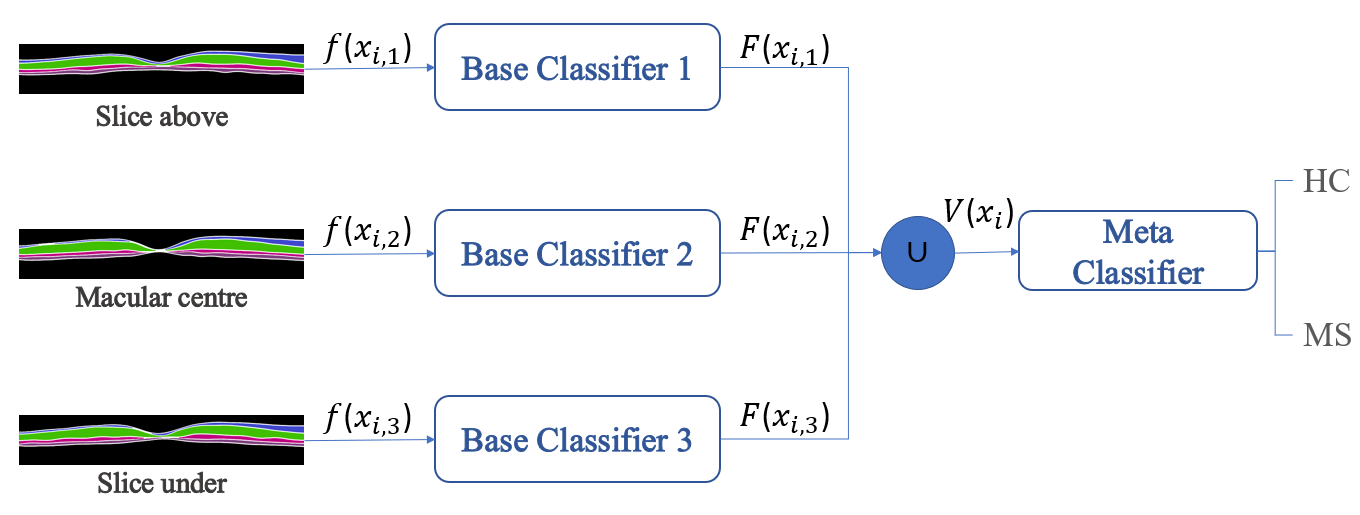 f(x_{i,1})
Base Classifier 1
F(x_{i,1})
Slice above
f(x_{i,2})
Base Classifier 2
F(x_{i,2})
Macular centre
f(x_{i,3})
Base Classifier 3
F(x_{i,3})
Slice under
U
V(x_i)
Meta
Classifier
HC
MS